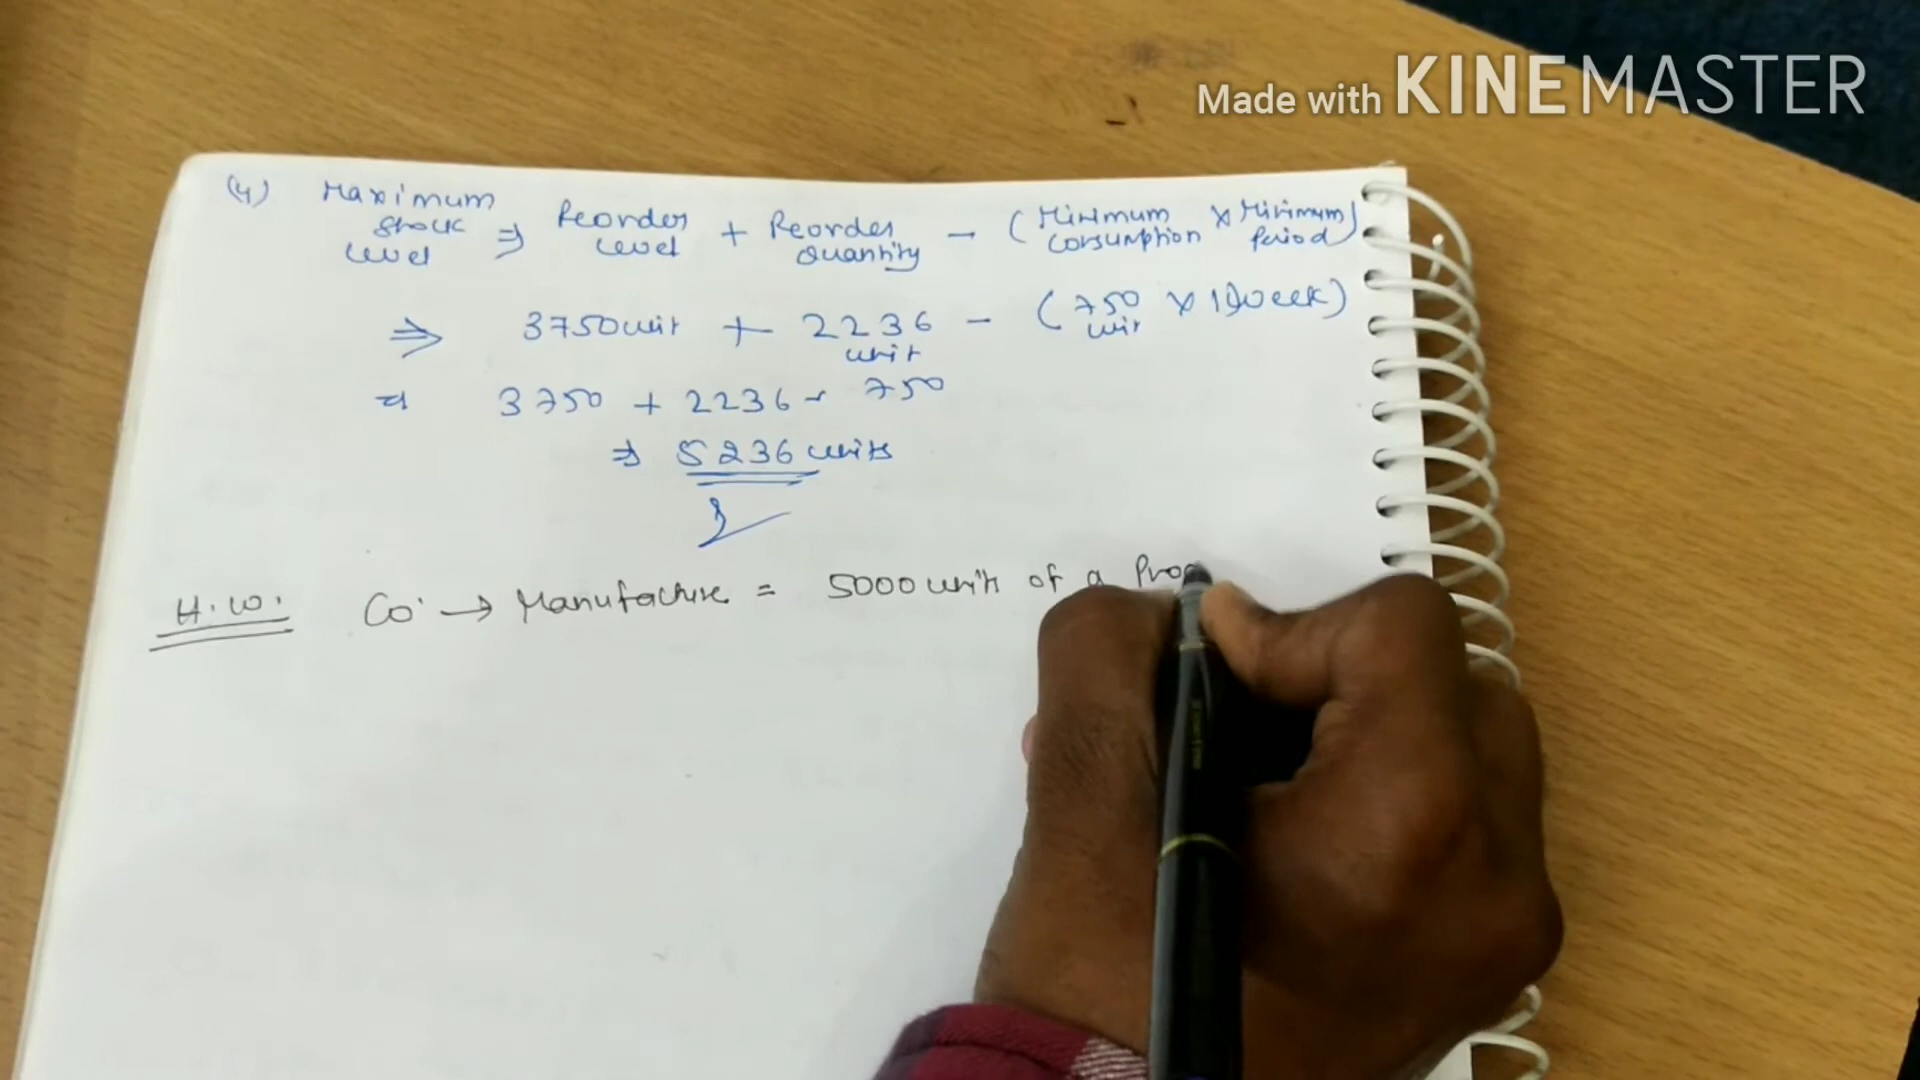 Made with KINEMASTER
(4) Maximum stock level ⇒ Reorder level + Reorder Quantity - (Minimum consumption × Minimum Period)
⇒ 3750 unit + 2236 unit - (750 unit × 1 week)
⇒ 3750 + 2236 - 750
⇒ 5236 units
H.W. Co. → Manufacture = 5000 units of a Pro